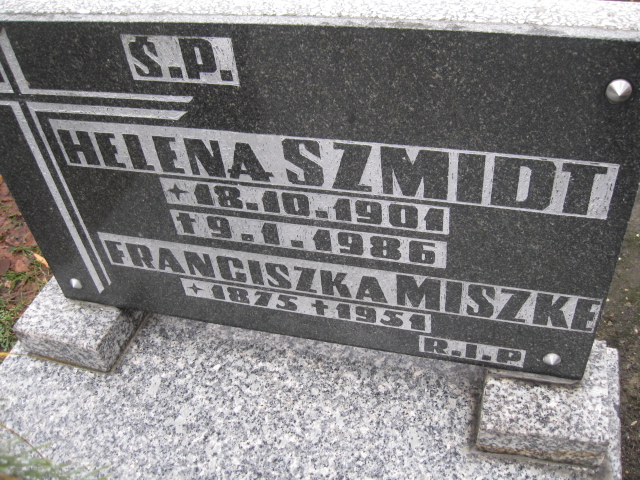 Ś.P.
HELENA SZMIDT
+18.10.1901
†9.1.1986
FRANCISZKA MISZKE
+1875 †1951
R.I.P